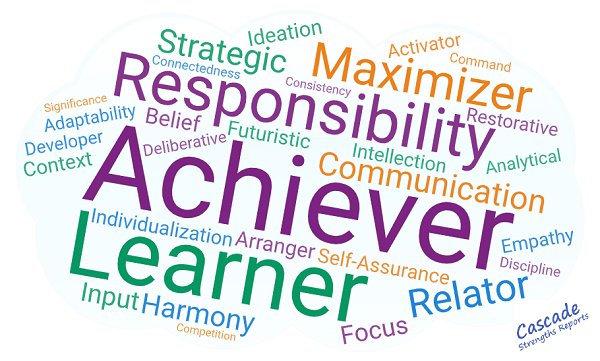 Ideation
Strategic
Activator
Command
Connectedness
Maximizer
Responsibility
Consistency
Significance
Adaptability
Belief
Restorative
Developer
Deliberative
Futuristic
Intellection
Analytical
Context
Achiever
Communication
Individualization
Arranger
Empathy
Learner
Self-Assurance
Discipline
Input
Harmony
Relator
Competition
Focus
Cascade
Strengths Reports